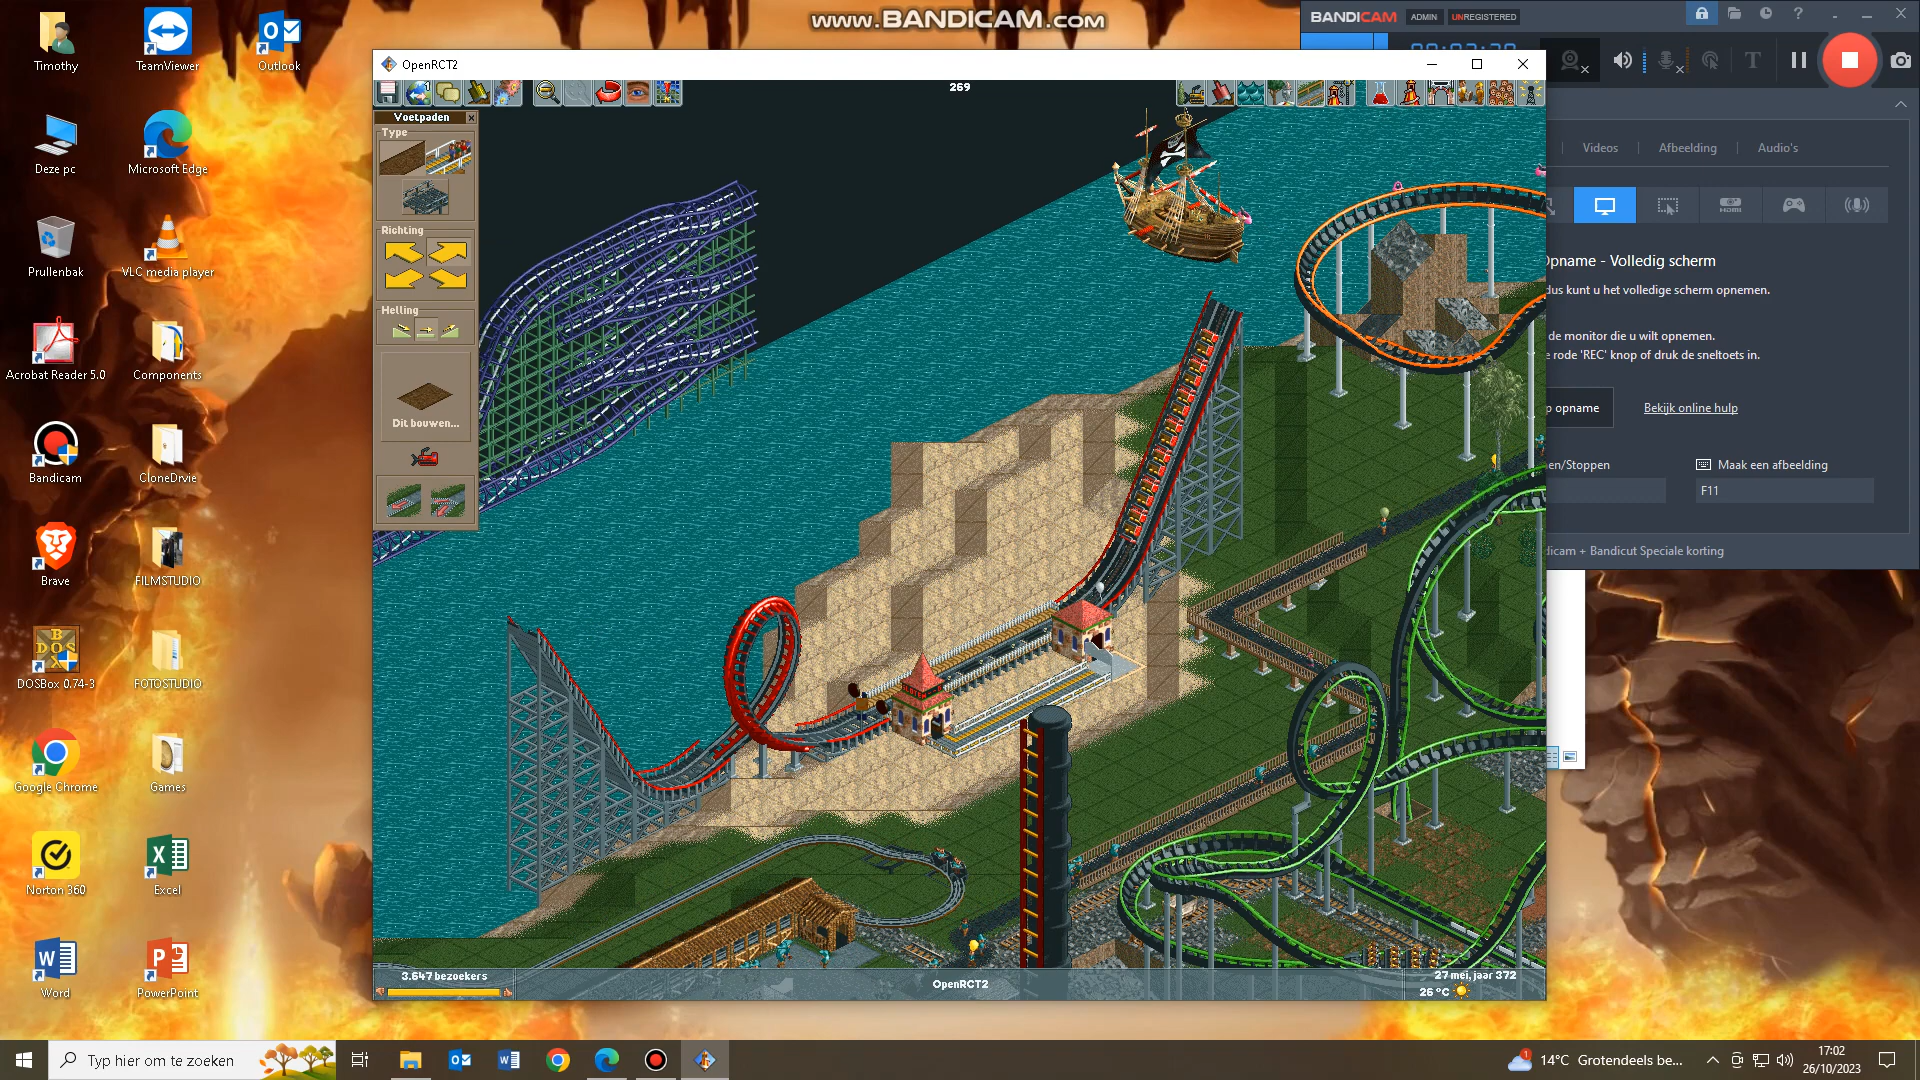 www.BANDICAM.com
BANDICAM
ADMIN
UNREGISTERED
Timothy
TeamViewer
Outlook
Deze pc
Microsoft Edge
Prullenbak
VLC media player
Acrobat Reader 5.0
Components
Bandicam
CloneDrvie
Brave
FILMSTUDIO
DOSBox 0.74-3
FOTOSTUDIO
Google Chrome
Games
Norton 360
Excel
Word
PowerPoint
OpenRCT2
269
Voetpaden
Type
Richting
Helling
Dit bouwen...
Videos
Afbeelding
Audio's
HDMI
Opname - Volledig scherm
dus kunt u het volledige scherm opnemen.
de monitor die u wilt opnemen.
e rode 'REC' knop of druk de sneltoets in.
p opname
Bekijk online hulp
en/Stoppen
Maak een afbeelding
F11
dicam + Bandicut Speciale korting
3.647 bezoekers
OpenRCT2
27 mei, jaar 372
26 °C
Typ hier om te zoeken
1
14°C Grotendeels be...
17:02
26/10/2023